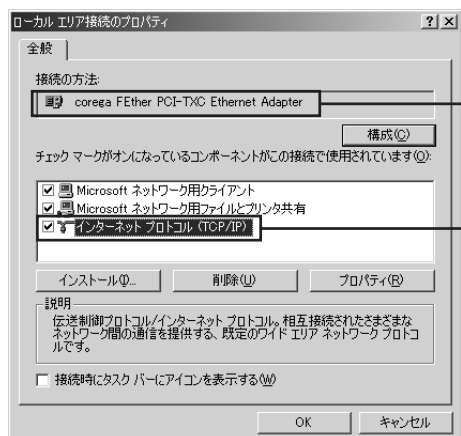 ローカル エリア接続のプロパティ
全般
接続の方法:
corega FEther PCI-TXC Ethernet Adapter
構成(C)
チェック マークがオンになっているコンポーネントがこの接続で使用されています(O):
Microsoft ネットワーク用クライアント
Microsoft ネットワーク用ファイルとプリンタ共有
インターネット プロトコル (TCP/IP)
インストール(I)... 削除(U) プロパティ(R)
説明
伝送制御プロトコル/インターネット プロトコル。相互接続されたさまざまな
ネットワーク間の通信を提供する、既定のワイド エリア ネットワーク プロトコ
ルです。
接続時にタスク バーにアイコンを表示する(W)
OK キャンセル